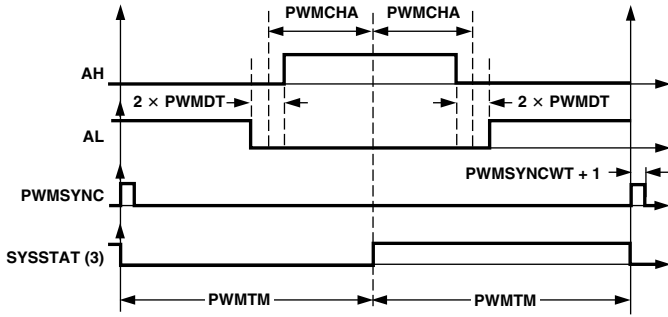 PWMCHA PWMCHA
AH
2 × PWMDT 2 × PWMDT
AL
PWMSYNCWT + 1
PWMSYNC
SYSSTAT (3)
PWMTM PWMTM